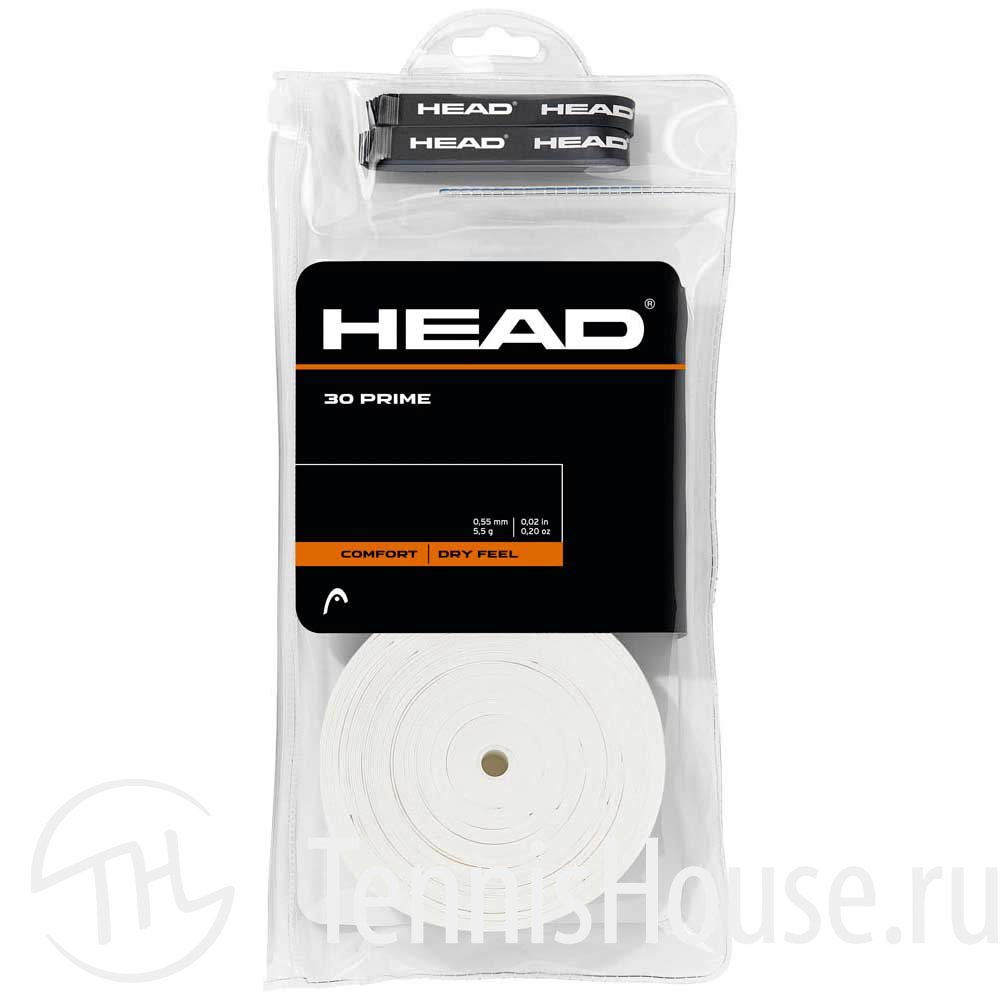 HEAD® HEAD
HEAD® HEAD
HEAD®
30 PRIME
0,55 mm | 0,02 in
5,5 g | 0,20 oz
COMFORT | DRY FEEL
TH
TennisHouse.ru